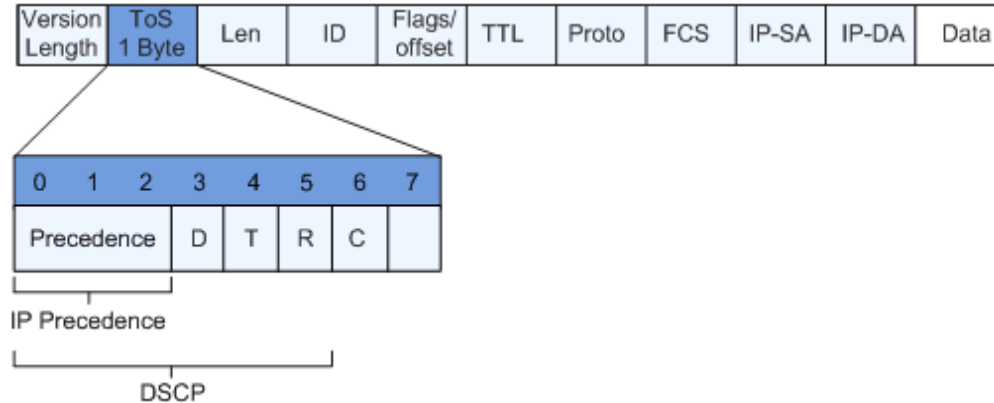 Version Length
ToS 1 Byte
Len
ID
Flags/ offset
TTL
Proto
FCS
IP-SA
IP-DA
Data
0 1 2 3 4 5 6 7
Precedence D T R C
IP Precedence
DSCP